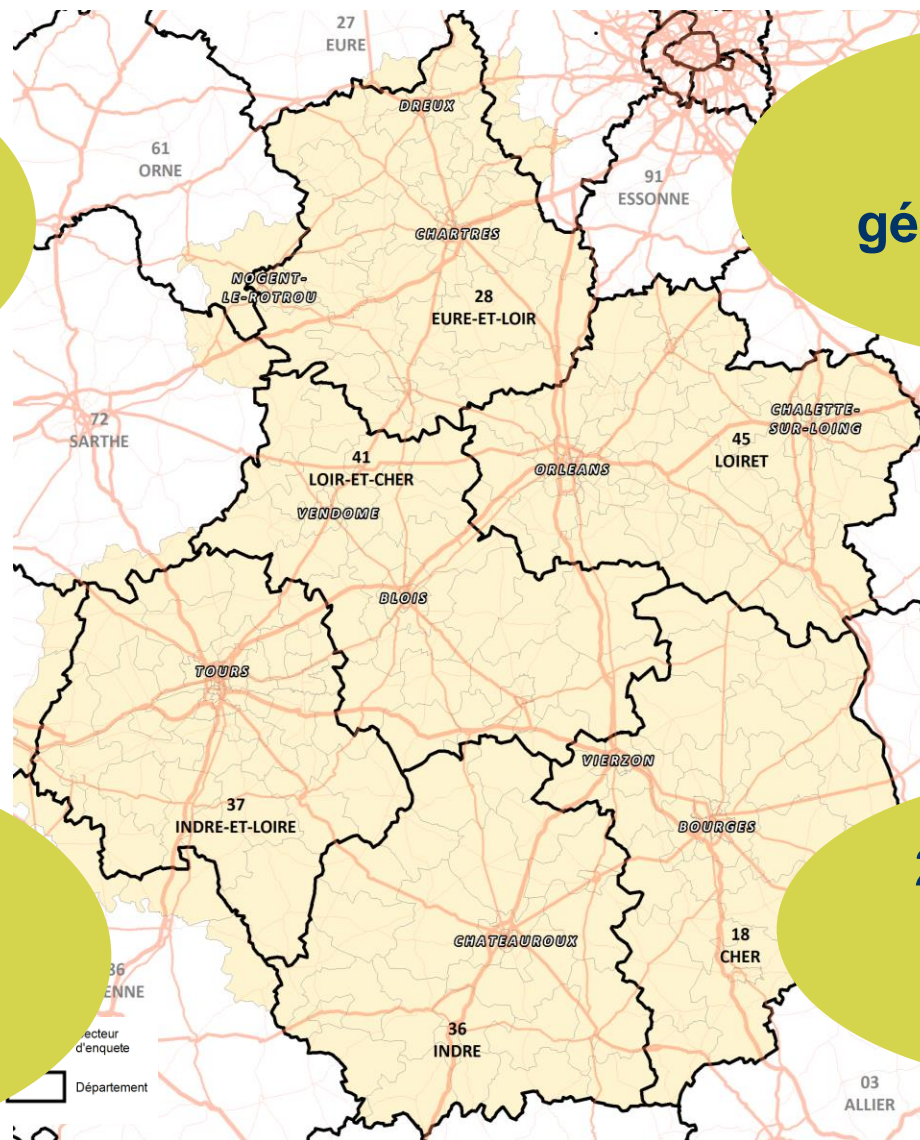 27
EURE
DREUX
61
ORNE
91
ESSONNE
gé
CHARTRES
NOGENT-
LE-ROTROU
28
EURE-ET-LOIR
72
SARTHE
CHALETTE-
SUR-LOING
45
LOIRET
41
LOIR-ET-CHER
ORLEANS
VENDOME
BLOIS
TOURS
VIERZON
37
INDRE-ET-LOIRE
BOURGES
CHATEAUROUX
18
CHER
36
INDRE
ENNE
ecteur
d'enquete
Département
03
ALLIER